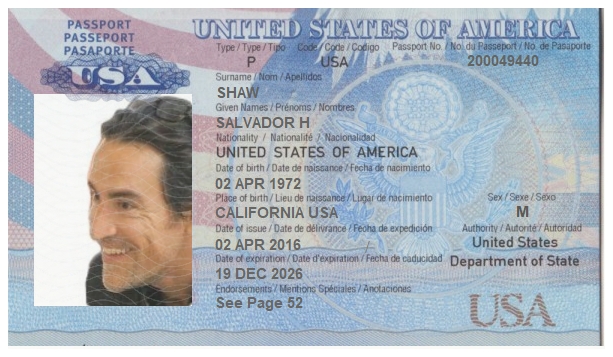 PASSPORT
PASSEPORT
PASAPORTE
USA
UNITED STATES OF AMERICA
Type / Type / Tipo Code / Code / Codigo Passport No. / No. du Passeport / No. de Pasaporte
P USA 200049440
Surname / Nom / Apellidos
SHAW
Given Names / Prénoms / Nombres
SALVADOR H
Nationality / Nationalité / Nacionalidad
UNITED STATES OF AMERICA
Date of birth / Date de naissance / Fecha de nacimiento
02 APR 1972
Place of birth / Lieu de naissance / Lugar de nacimiento Sex / Sexe / Sexo
CALIFORNIA USA M
Date of issue / Date de délivrance / Fecha de expedición Authority / Autorité / Autoridad
02 APR 2016 United States
Date of expiration / Date d'expiration / Fecha de caducidad Department of State
19 DEC 2026
Endorsements / Mentions Spéciales / Anotaciones
See Page 52
USA